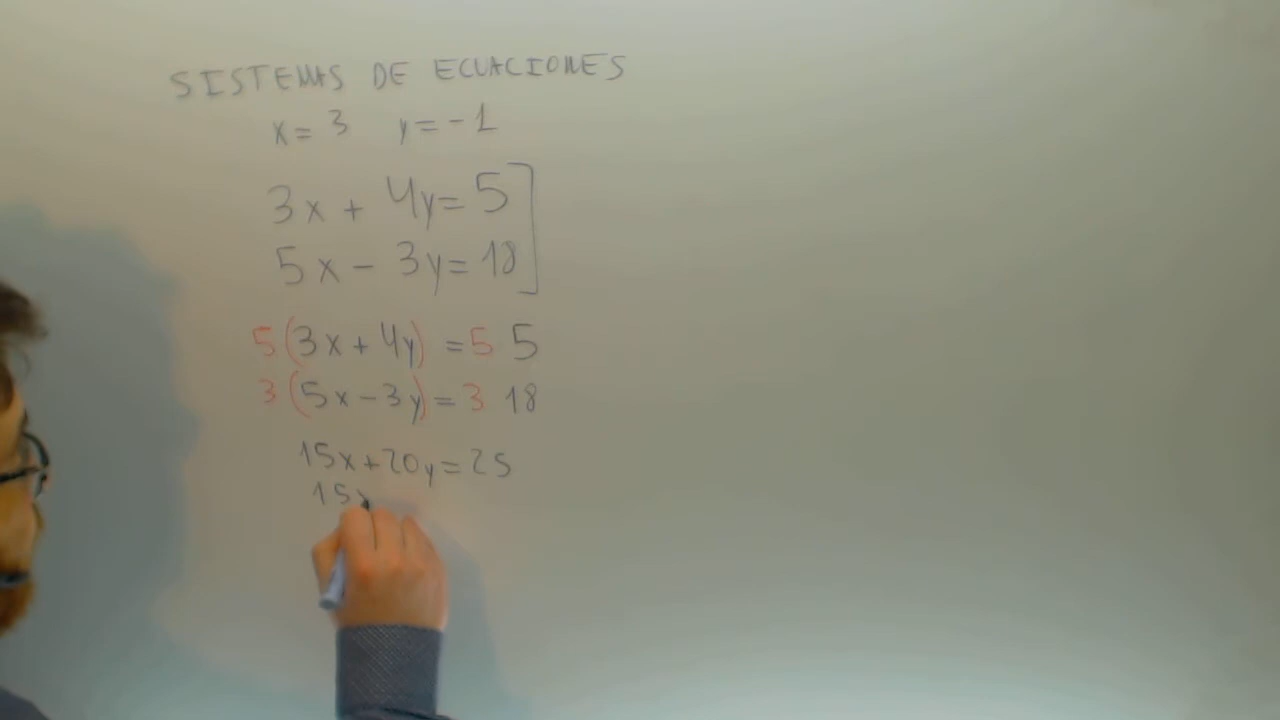 SISTEMAS DE ECUACIONES
x = 3 y = -1
3x + 4y = 5
5x - 3y = 18
5(3x + 4y) = 5 5
3(5x - 3y) = 3 18
15x + 20y = 25
15x